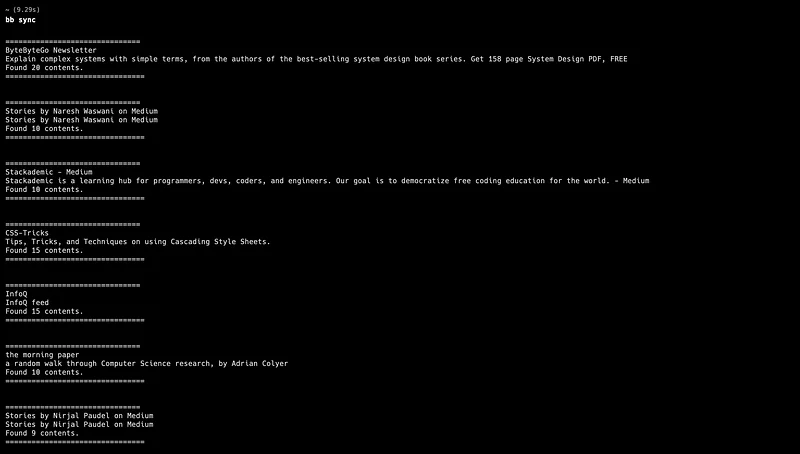 ~ (9.29s)
bb sync
===============================
ByteByteGo Newsletter
Explain complex systems with simple terms, from the authors of the best-selling system design book series. Get 158 page System Design PDF, FREE
Found 20 contents.
================================
===============================
Stories by Naresh Waswani on Medium
Stories by Naresh Waswani on Medium
Found 10 contents.
================================
===============================
Stackademic - Medium
Stackademic is a learning hub for programmers, devs, coders, and engineers. Our goal is to democratize free coding education for the world. - Medium
Found 10 contents.
================================
===============================
CSS-Tricks
Tips, Tricks, and Techniques on using Cascading Style Sheets.
Found 15 contents.
================================
===============================
InfoQ
InfoQ feed
Found 15 contents.
================================
===============================
the morning paper
a random walk through Computer Science research, by Adrian Colyer
Found 10 contents.
================================
===============================
Stories by Nirjal Paudel on Medium
Stories by Nirjal Paudel on Medium
Found 9 contents.
================================